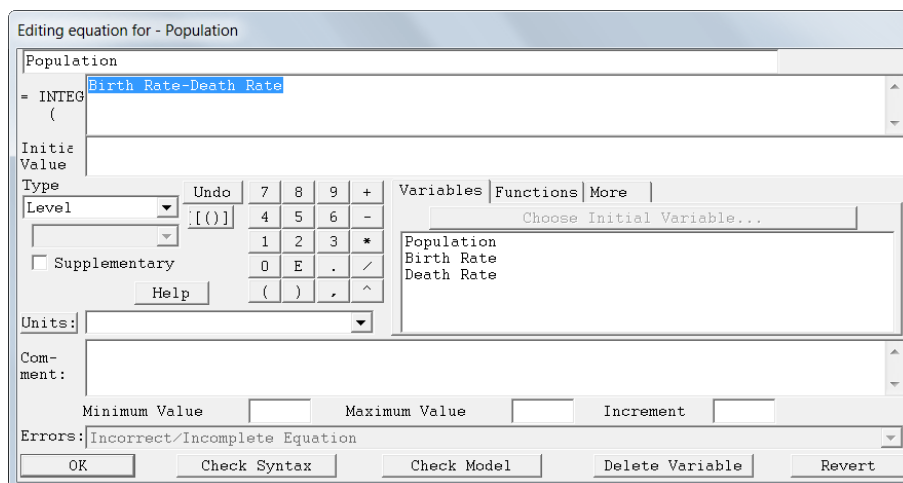 Editing equation for - Population
Population
= INTEG
(
Birth Rate-Death Rate
Initia
Value
Type
Level
Undo
[[()]
7 8 9 +
4 5 6 -
1 2 3 *
0 E . /
( ) , ^
Supplementary
Help
Variables Functions More
Choose Initial Variable...
Population
Birth Rate
Death Rate
Units:
Com-
ment:
Minimum Value Maximum Value Increment
Errors: Incorrect/Incomplete Equation
OK Check Syntax Check Model Delete Variable Revert